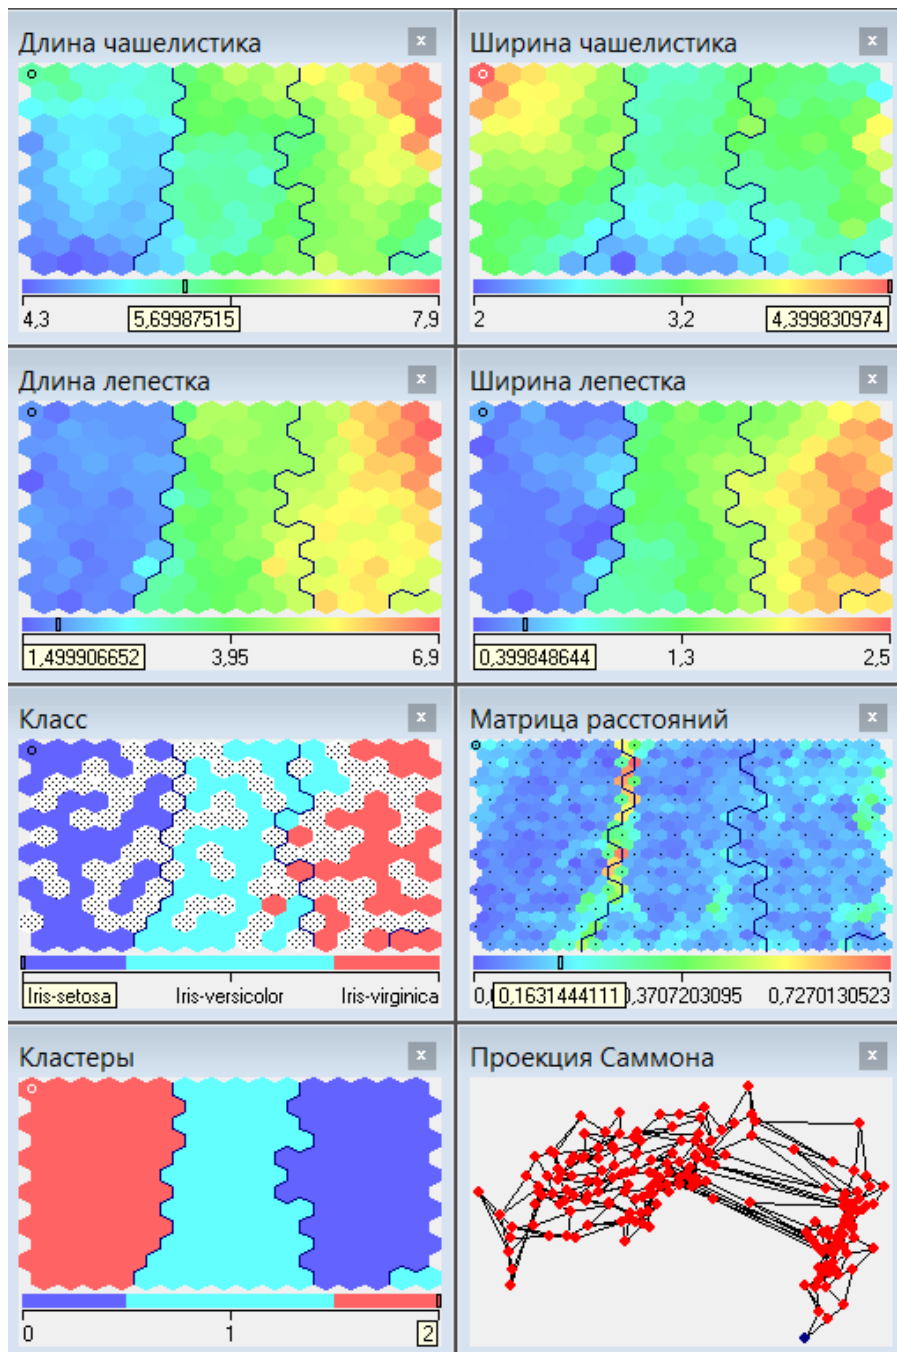 Длина чашелистика
Ширина чашелистика
4,3
5,69987515
7,9
2
3,2
4,399830974
Длина лепестка
Ширина лепестка
1,499906652
3,95
6,9
0,399848644
1,3
2,5
Класс
Матрица расстояний
Iris-setosa
Iris-versicolor
Iris-virginica
0,1631444111
,3707203095
0,7270130523
Кластеры
Проекция Саммона
0
1
2